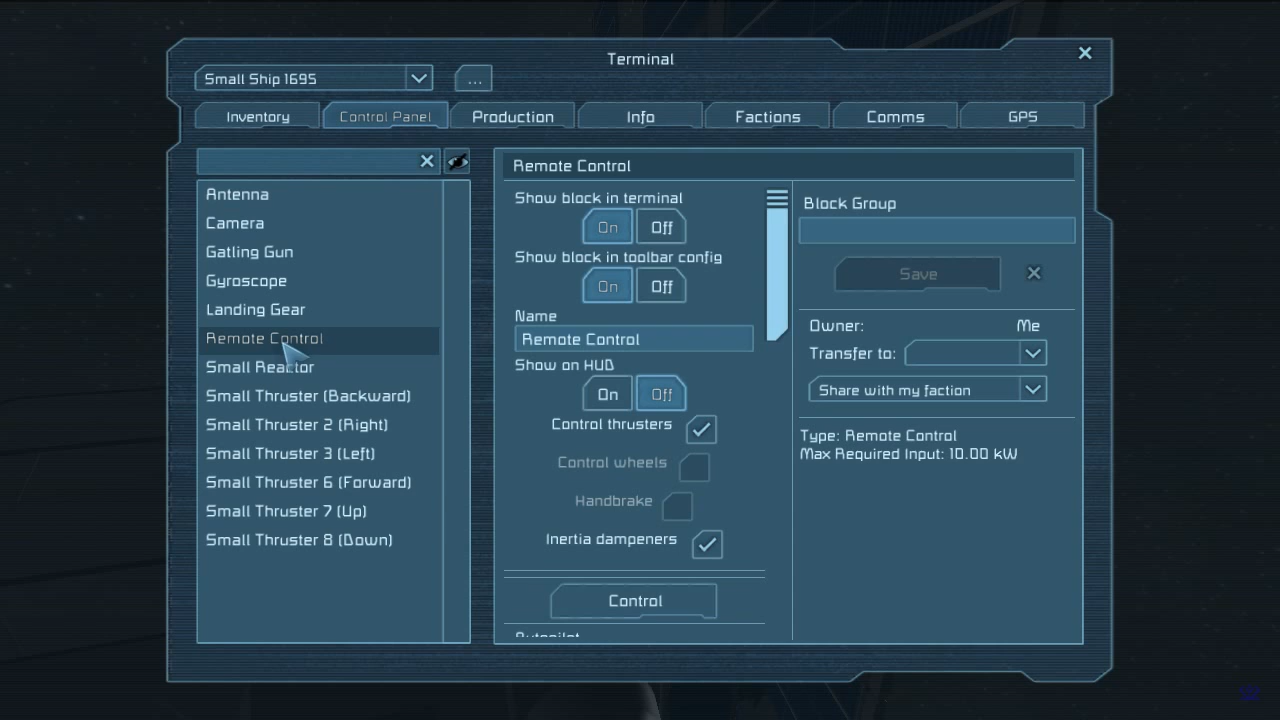 Terminal
Small Ship 1695
...
Inventory
Control Panel
Production
Info
Factions
Comms
GPS
Antenna
Camera
Gatling Gun
Gyroscope
Landing Gear
Remote Control
Small Reactor
Small Thruster (Backward)
Small Thruster 2 (Right)
Small Thruster 3 (Left)
Small Thruster 6 (Forward)
Small Thruster 7 (Up)
Small Thruster 8 (Down)
Remote Control
Show block in terminal
On Off
Show block in toolbar config
On Off
Name
Remote Control
Show on HUD
On Off
Control thrusters
Control wheels
Handbrake
Inertia dampeners
Control
Autopilot
Block Group
Save
Owner: Me
Transfer to:
Share with my faction
Type: Remote Control
Max Required Input: 10.00 kW